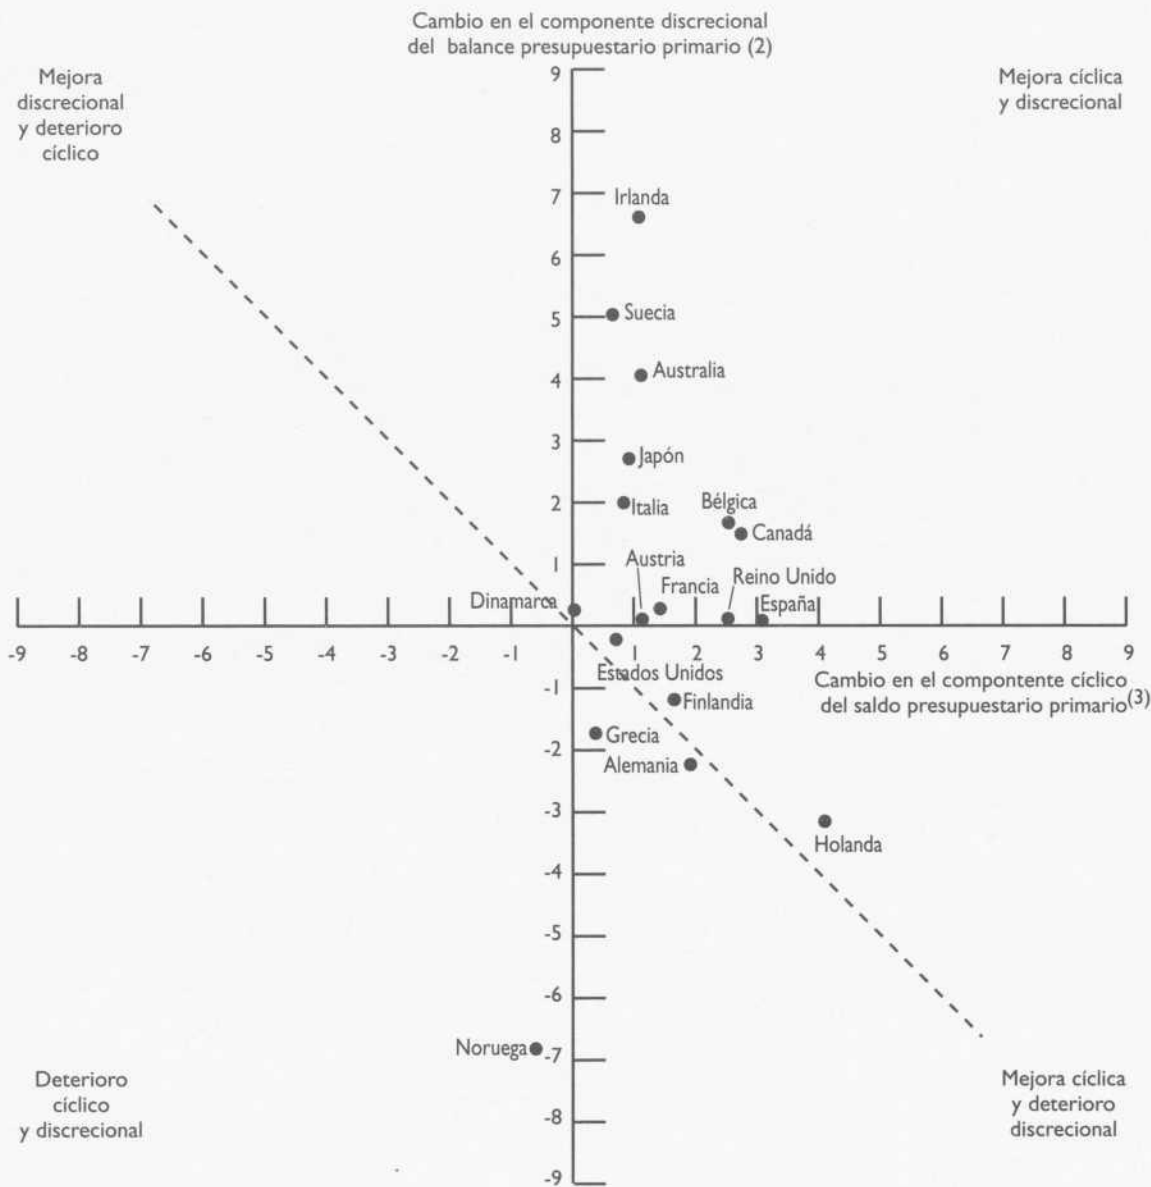 Cambio en el componente discrecional
del balance presupuestario primario (2)
Mejora
discrecional
y deterioro
cíclico
Mejora cíclica
y discrecional
9
8
7
6
5
4
3
2
1
Irlanda
Suecia
Australia
Japón
Italia
Bélgica
Canadá
Austria
Francia
Reino Unido
España
Dinamarca
-9 -8 -7 -6 -5 -4 -3 -2 -1 1 2 3 4 5 6 7 8 9
Estados Unidos
Cambio en el compontente cíclico
del saldo presupuestario primario(3)
Finlandia
Grecia
Alemania
Holanda
Noruega
-1
-2
-3
-4
-5
-6
-7
-8
-9
Deterioro
cíclico
y discrecional
Mejora cíclica
y deterioro
discrecional